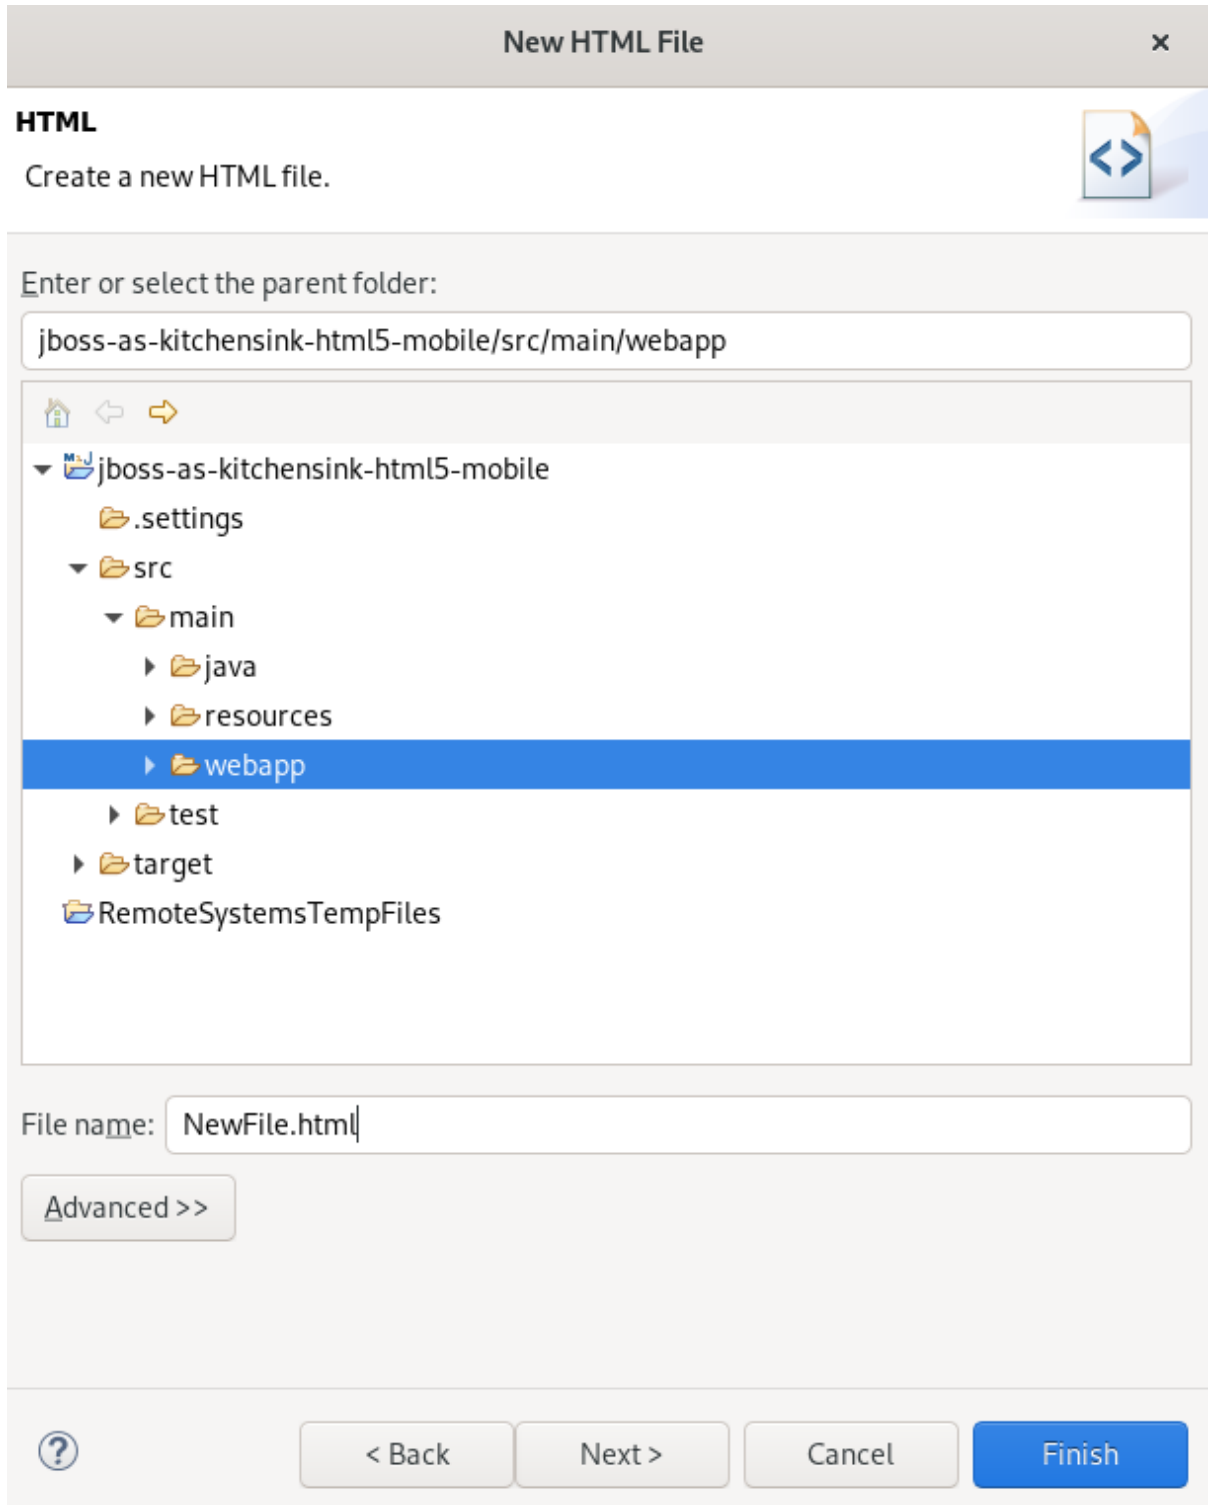 New HTML File
HTML
Create a new HTML file.
Enter or select the parent folder:
jboss-as-kitchensink-html5-mobile/src/main/webapp
jboss-as-kitchensink-html5-mobile
.settings
src
main
java
resources
webapp
test
target
RemoteSystemsTempFiles
File name: NewFile.html
Advanced >>
< Back Next > Cancel Finish